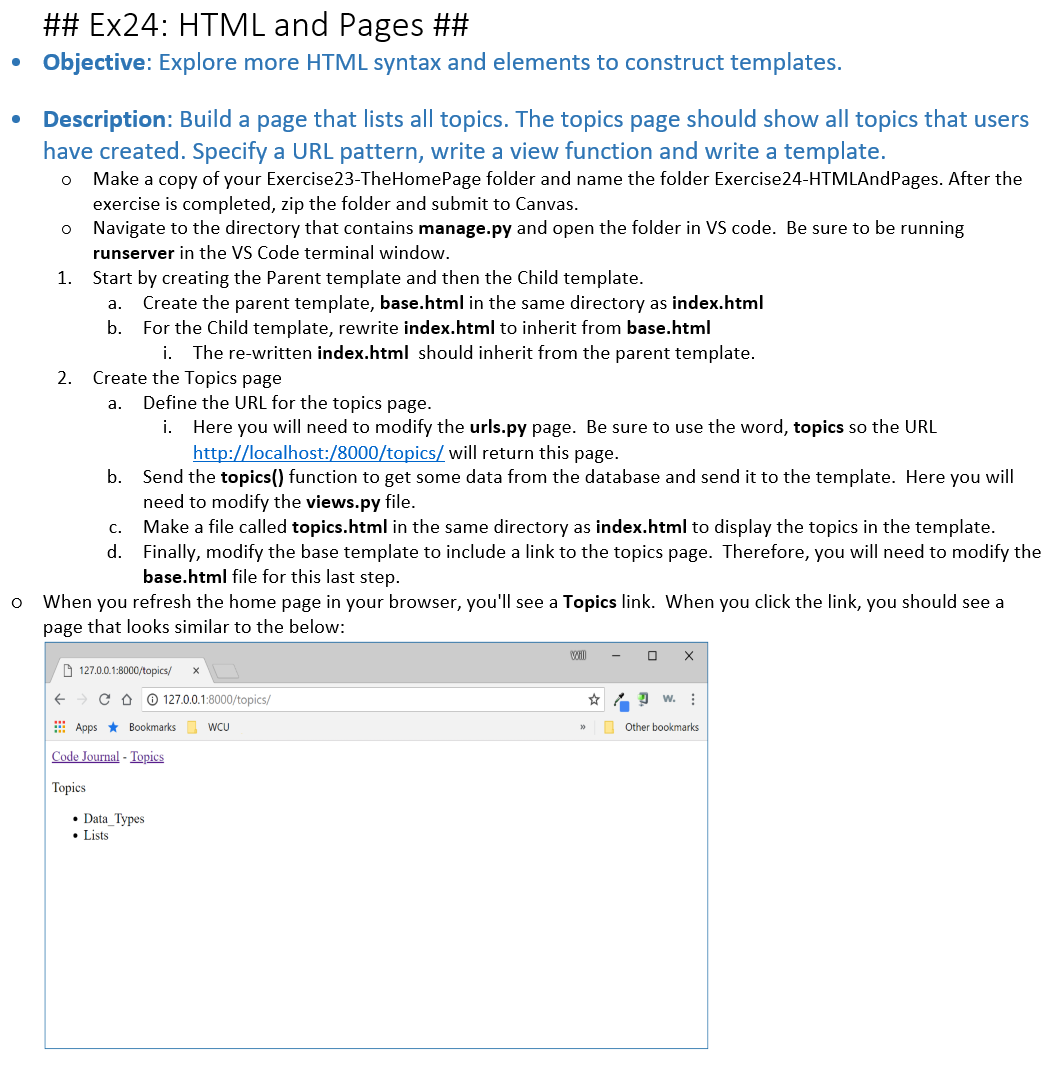 ## Ex24: HTML and Pages ##
• Objective: Explore more HTML syntax and elements to construct templates.
• Description: Build a page that lists all topics. The topics page should show all topics that users
have created. Specify a URL pattern, write a view function and write a template.
o Make a copy of your Exercise23-TheHomePage folder and name the folder Exercise24-HTMLAndPages. After the
exercise is completed, zip the folder and submit to Canvas.
o Navigate to the directory that contains manage.py and open the folder in VS code.  Be sure to be running
runserver in the VS Code terminal window.
1. Start by creating the Parent template and then the Child template.
a. Create the parent template, base.html in the same directory as index.html
b. For the Child template, rewrite index.html to inherit from base.html
i. The re-written index.html  should inherit from the parent template.
2. Create the Topics page
a. Define the URL for the topics page.
i. Here you will need to modify the urls.py page.  Be sure to use the word, topics so the URL
http://localhost:/8000/topics/ will return this page.
b. Send the topics() function to get some data from the database and send it to the template.  Here you will
need to modify the views.py file.
c. Make a file called topics.html in the same directory as index.html to display the topics in the template.
d. Finally, modify the base template to include a link to the topics page.  Therefore, you will need to modify the
base.html file for this last step.
o When you refresh the home page in your browser, you'll see a Topics link.  When you click the link, you should see a
page that looks similar to the below:
127.0.0.1:8000/topics/
127.0.0.1:8000/topics/ W.
Apps Bookmarks WCU » Other bookmarks
Code Journal - Topics
Topics
• Data_Types
• Lists